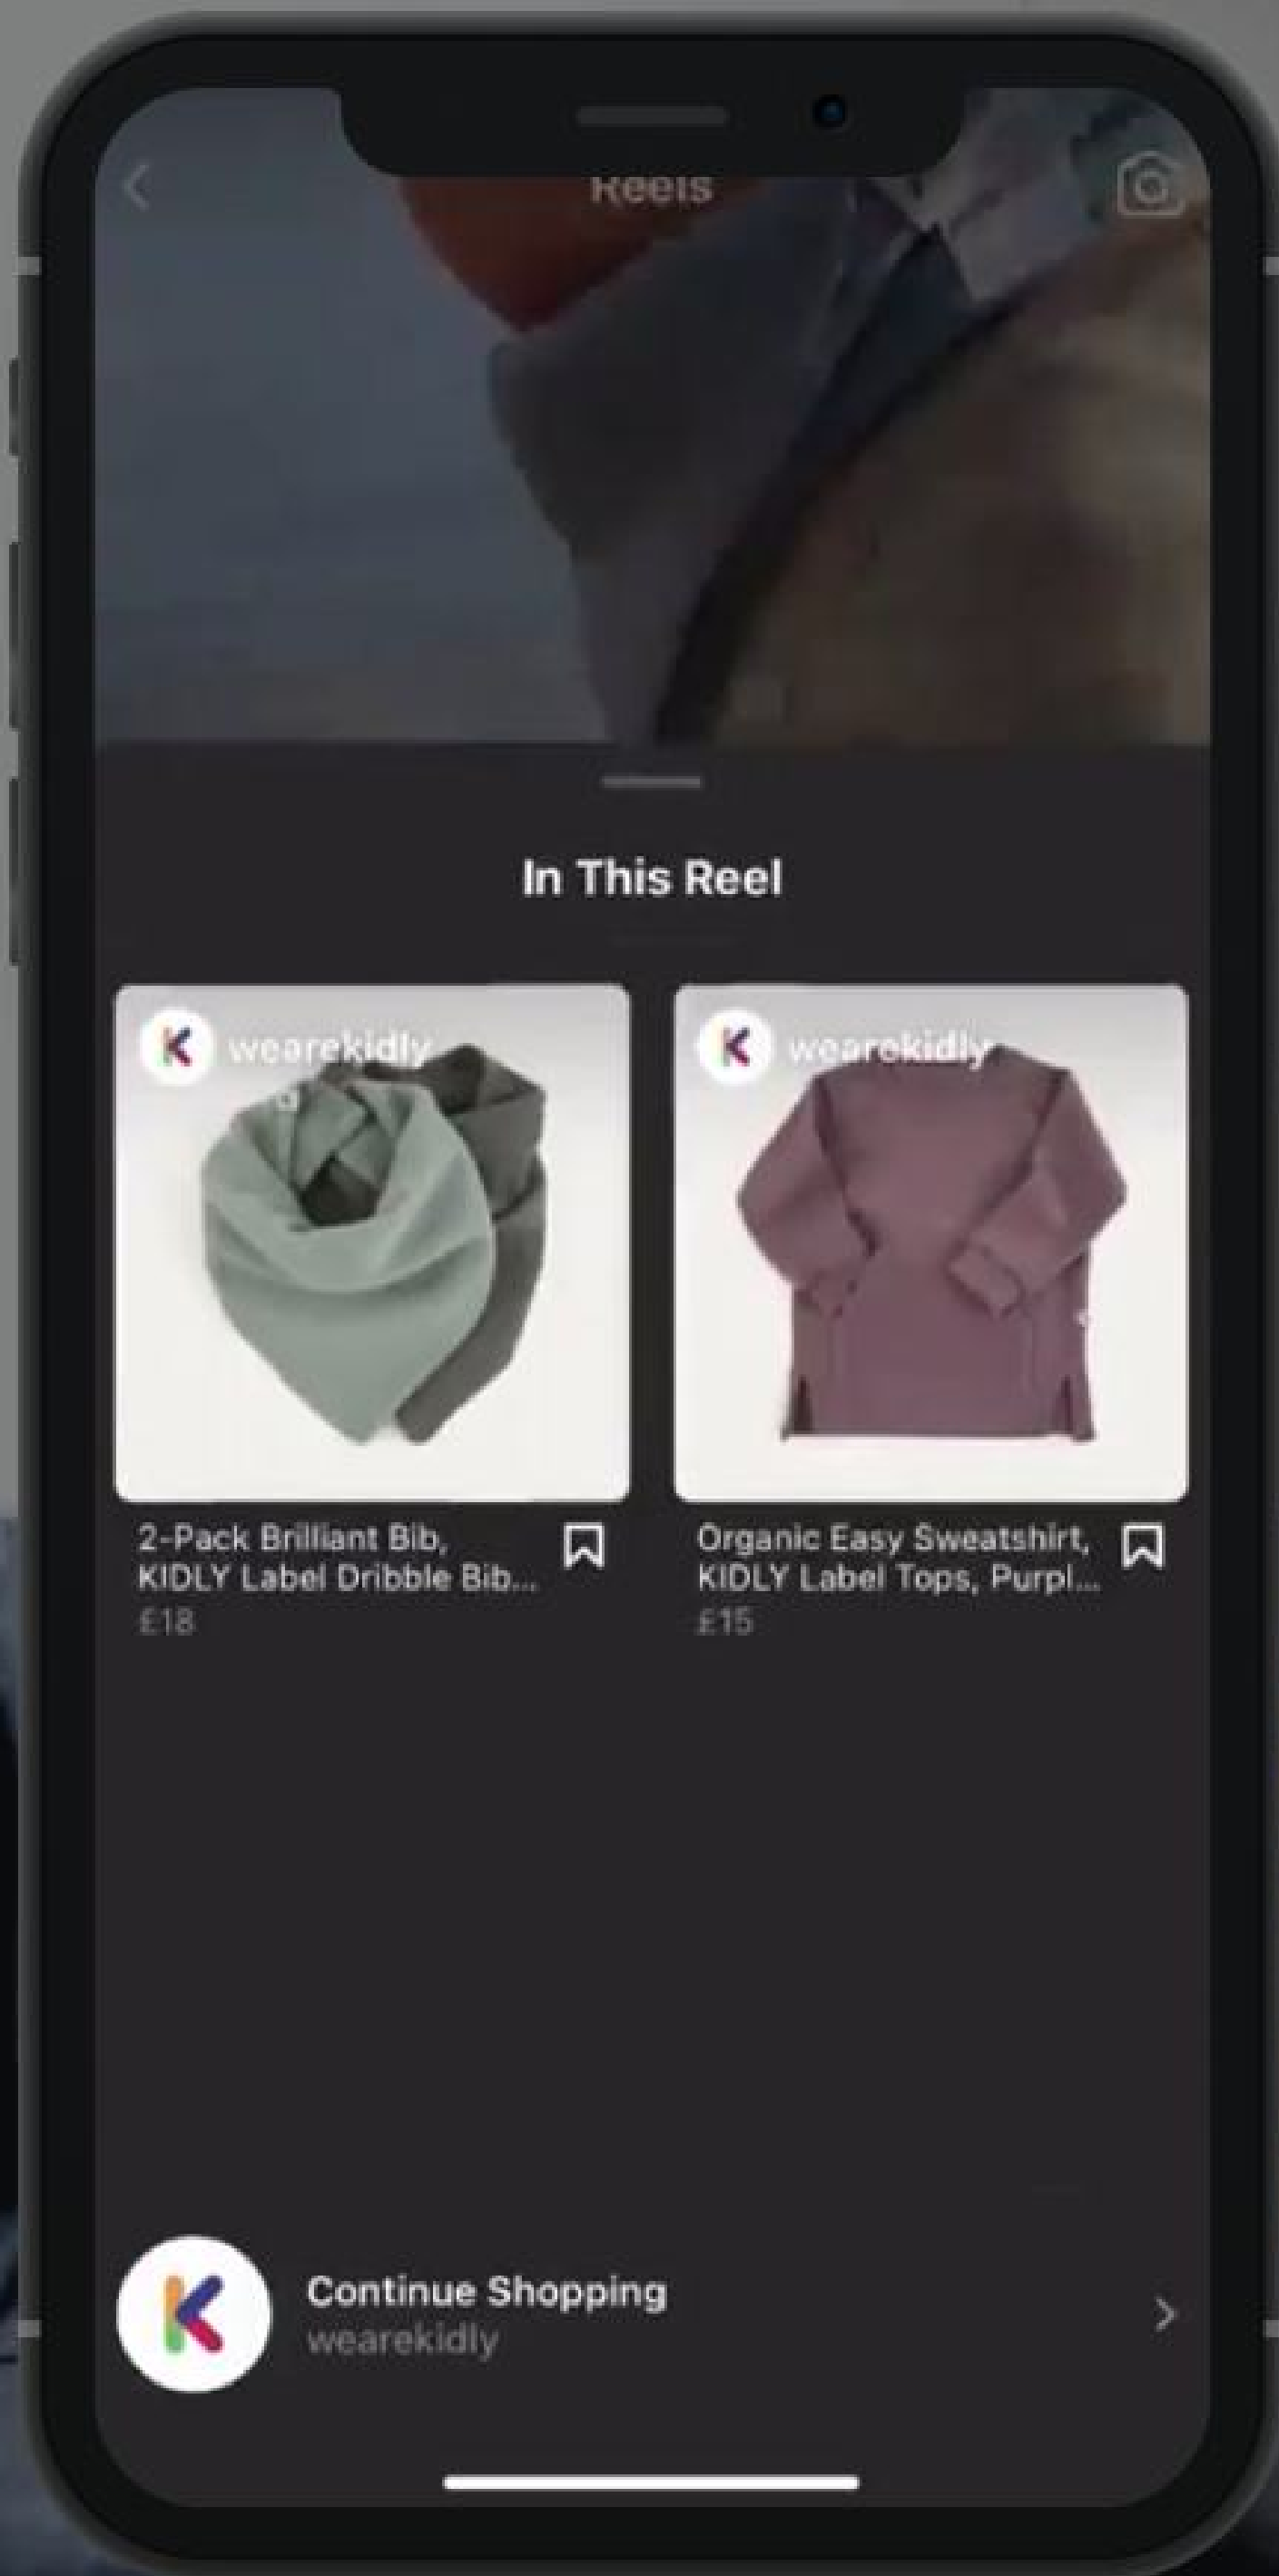 Reels
In This Reel
wearekidly
wearekidly
2-Pack Brilliant Bib,
KIDLY Label Dribble Bib...
£18
Organic Easy Sweatshirt,
KIDLY Label Tops, Purpl...
£15
Continue Shopping
wearekidly